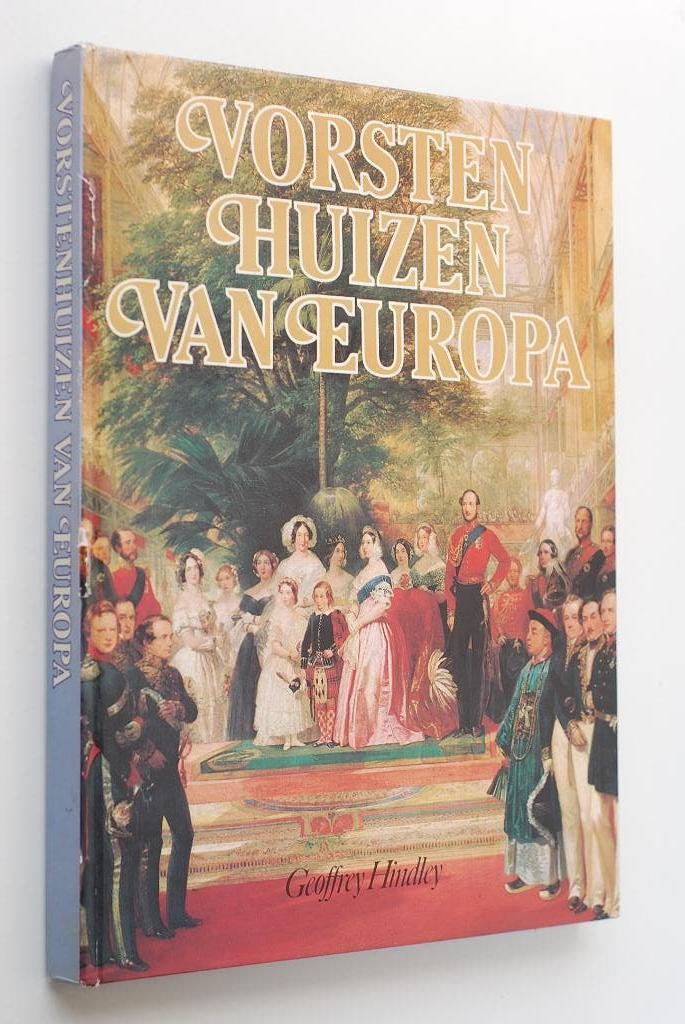 VORSTENHUIZEN VAN EUROPA
VORSTEN
HUIZEN
VAN EUROPA
Geoffrey Hindley